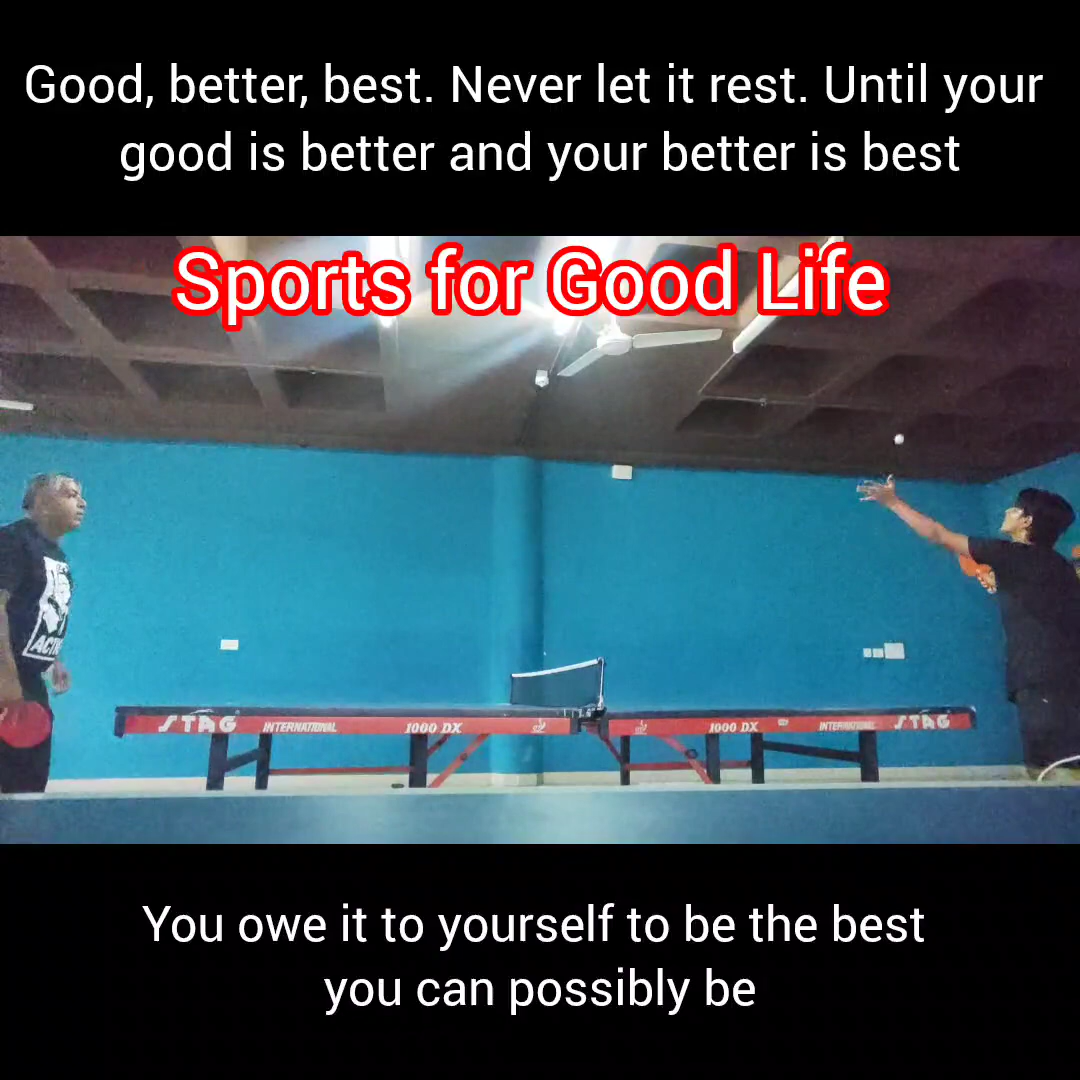 Good, better, best. Never let it rest. Until your
good is better and your better is best
Sports for Good Life
STAG INTERNATIONAL 1000 DX 1000 DX INTERNATIONAL STAG
You owe it to yourself to be the best
you can possibly be